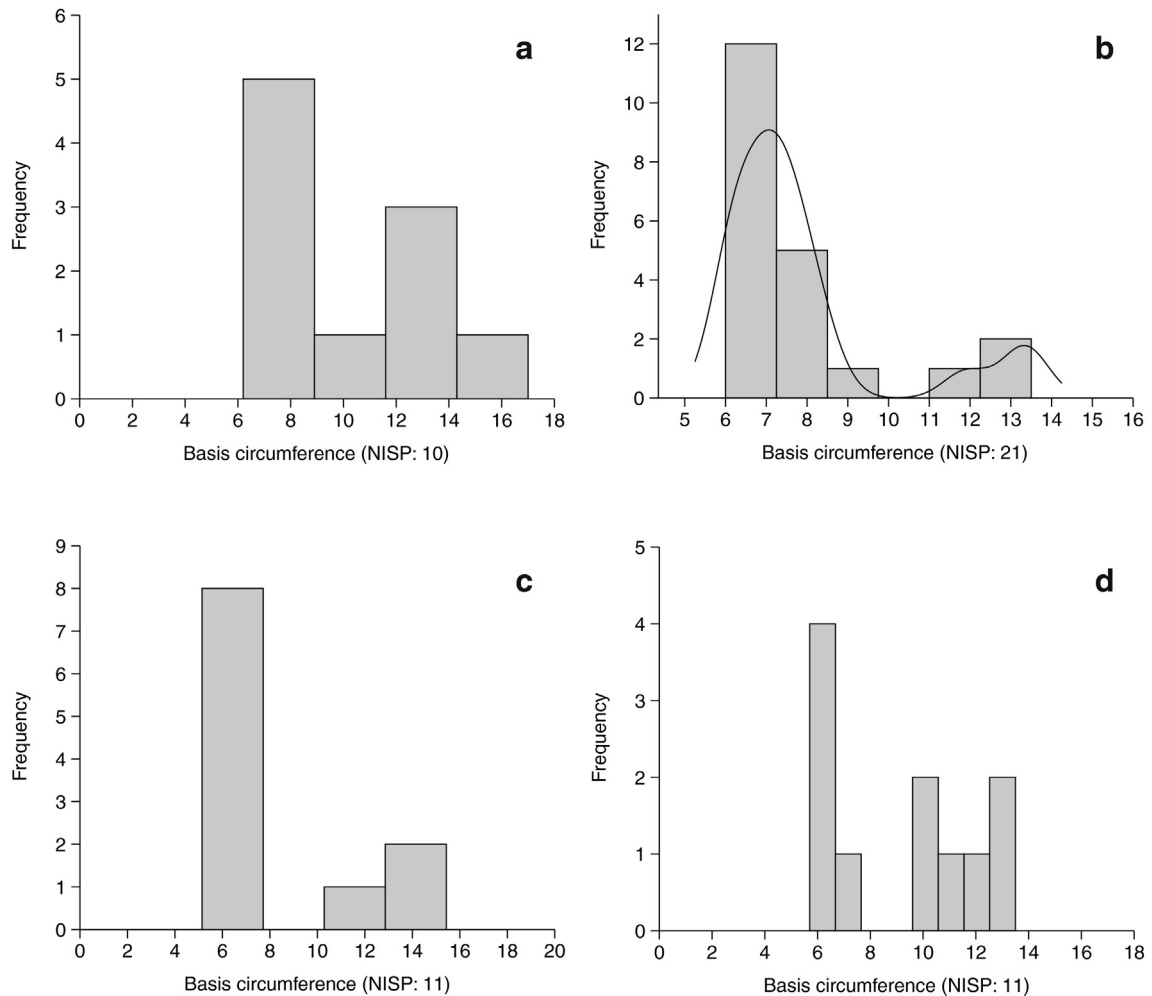 a
6
5
4
3
2
1
0
Frequency
0 2 4 6 8 10 12 14 16 18
Basis circumference (NISP: 10)
b
12
10
8
6
4
2
0
Frequency
5 6 7 8 9 10 11 12 13 14 15 16
Basis circumference (NISP: 21)
c
9
8
7
6
5
4
3
2
1
0
Frequency
0 2 4 6 8 10 12 14 16 18 20
Basis circumference (NISP: 11)
d
5
4
3
2
1
0
Frequency
0 2 4 6 8 10 12 14 16 18
Basis circumference (NISP: 11)